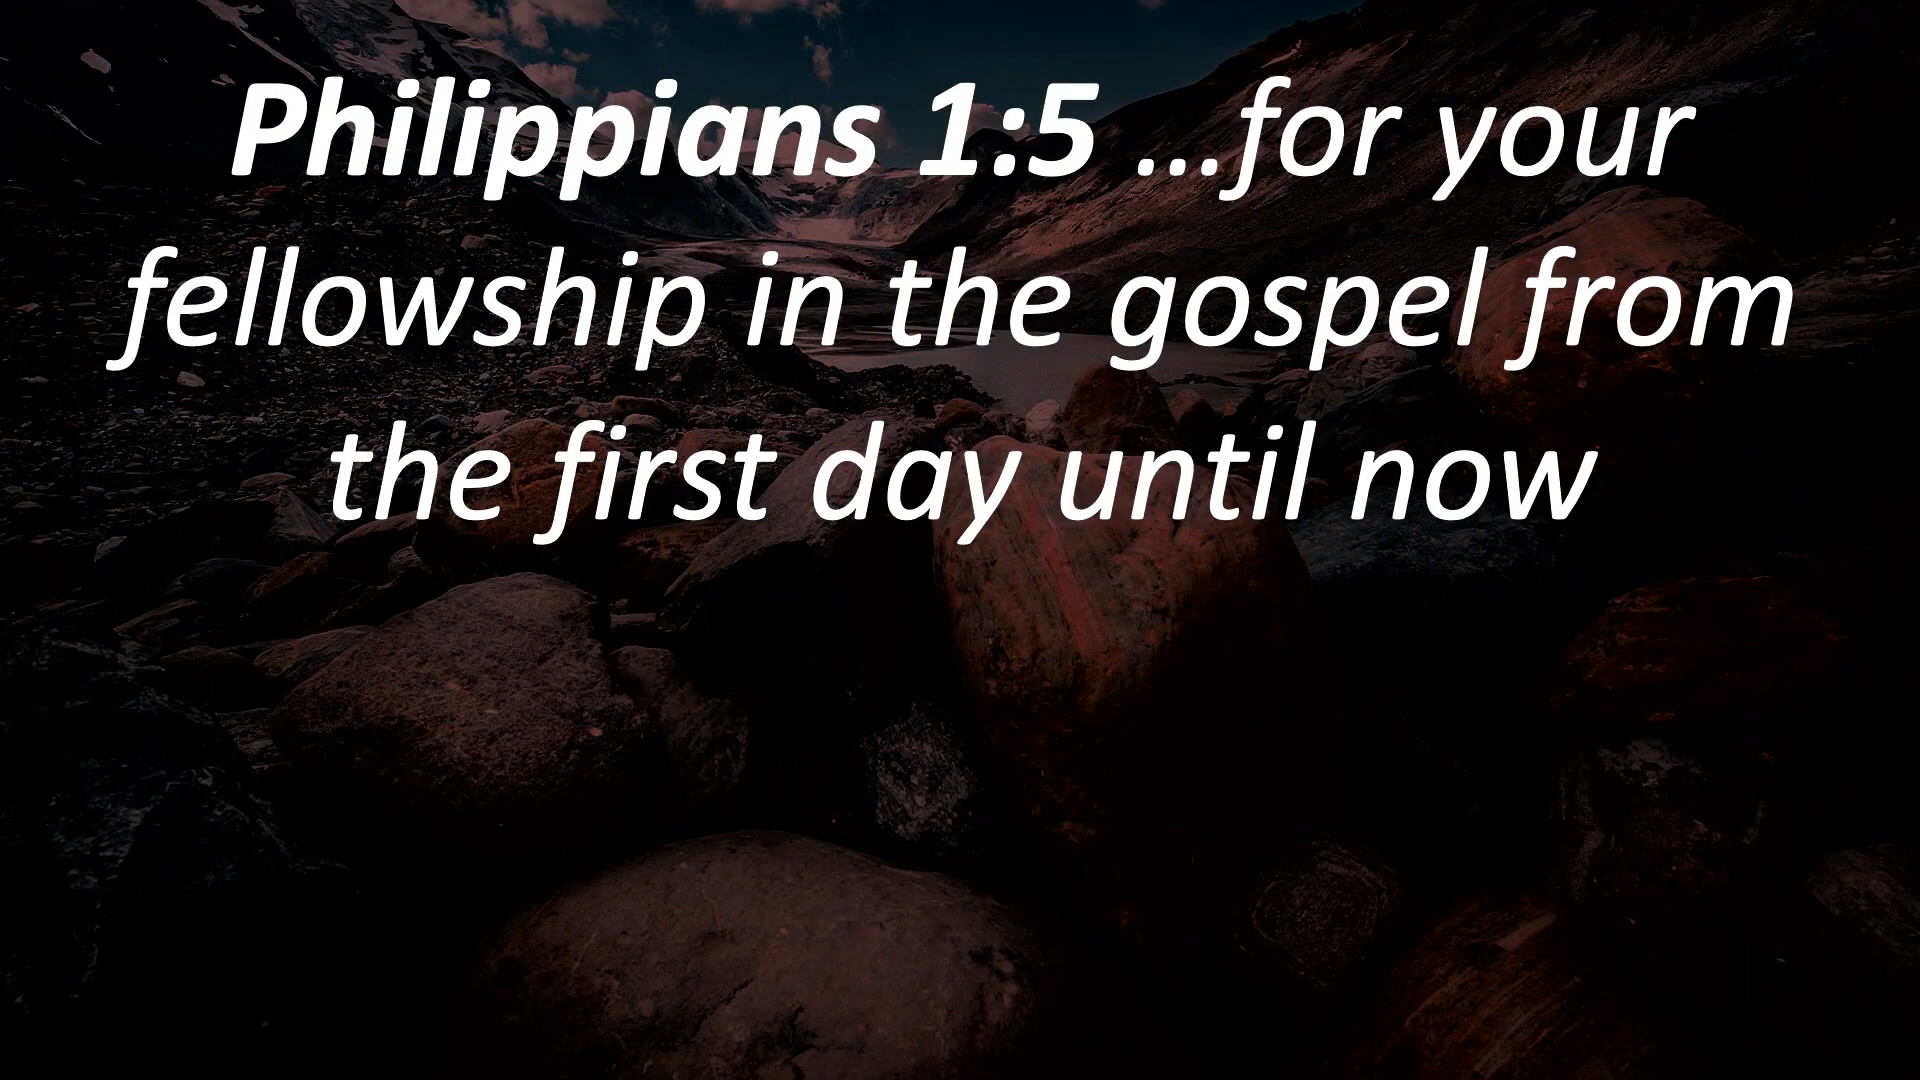 Philippians 1:5 ...for your
fellowship in the gospel from
the first day until now